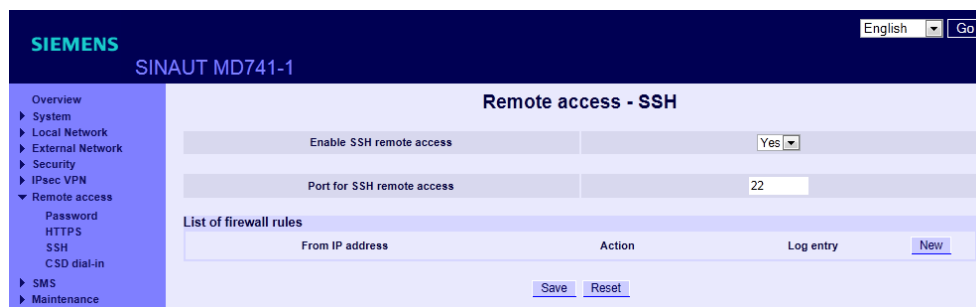 English Go
SIEMENS
SINAUT MD741-1
Overview
System
Local Network
External Network
Security
IPsec VPN
Remote access
Password
HTTPS
SSH
CSD dial-in
SMS
Maintenance
Remote access - SSH
Enable SSH remote access Yes
Port for SSH remote access 22
List of firewall rules
From IP address Action Log entry New
Save Reset